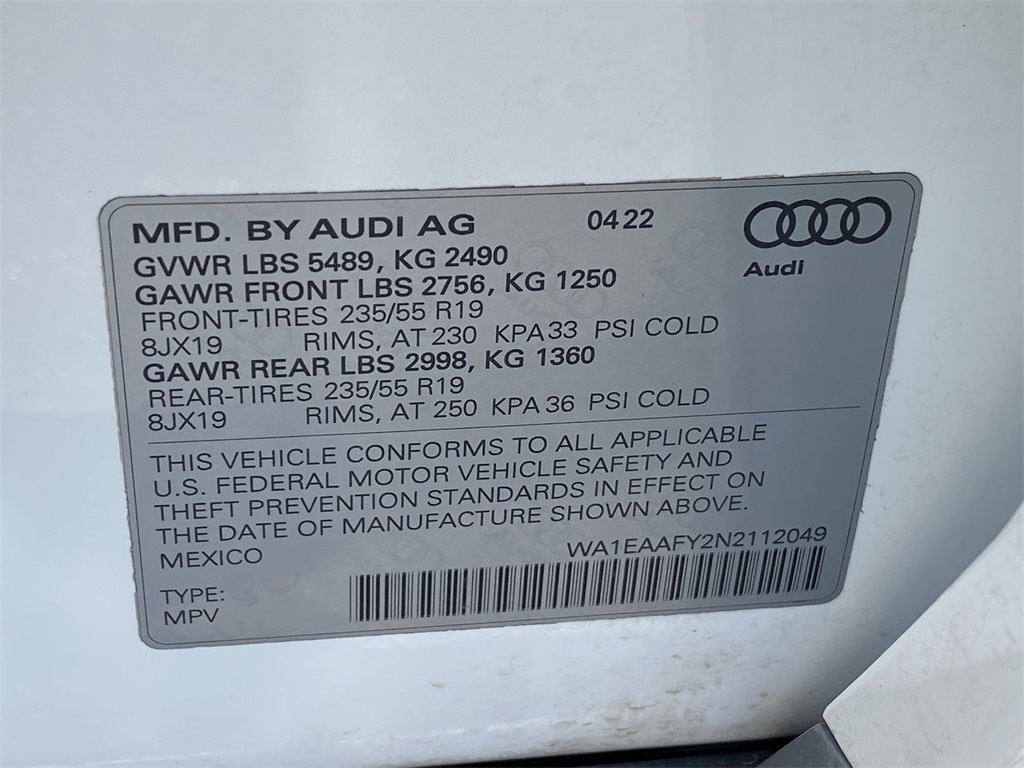 MFD. BY AUDI AG 04 22
GVWR LBS 5489, KG 2490
Audi
GAWR FRONT LBS 2756, KG 1250
FRONT-TIRES 235/55 R19
8JX19 RIMS, AT 230 KPA 33 PSI COLD
GAWR REAR LBS 2998, KG 1360
REAR-TIRES 235/55 R19
8JX19 RIMS, AT 250 KPA 36 PSI COLD
THIS VEHICLE CONFORMS TO ALL APPLICABLE
U.S. FEDERAL MOTOR VEHICLE SAFETY AND
THEFT PREVENTION STANDARDS IN EFFECT ON
THE DATE OF MANUFACTURE SHOWN ABOVE.
MEXICO WA1EAAFY2N2112049
TYPE:
MPV